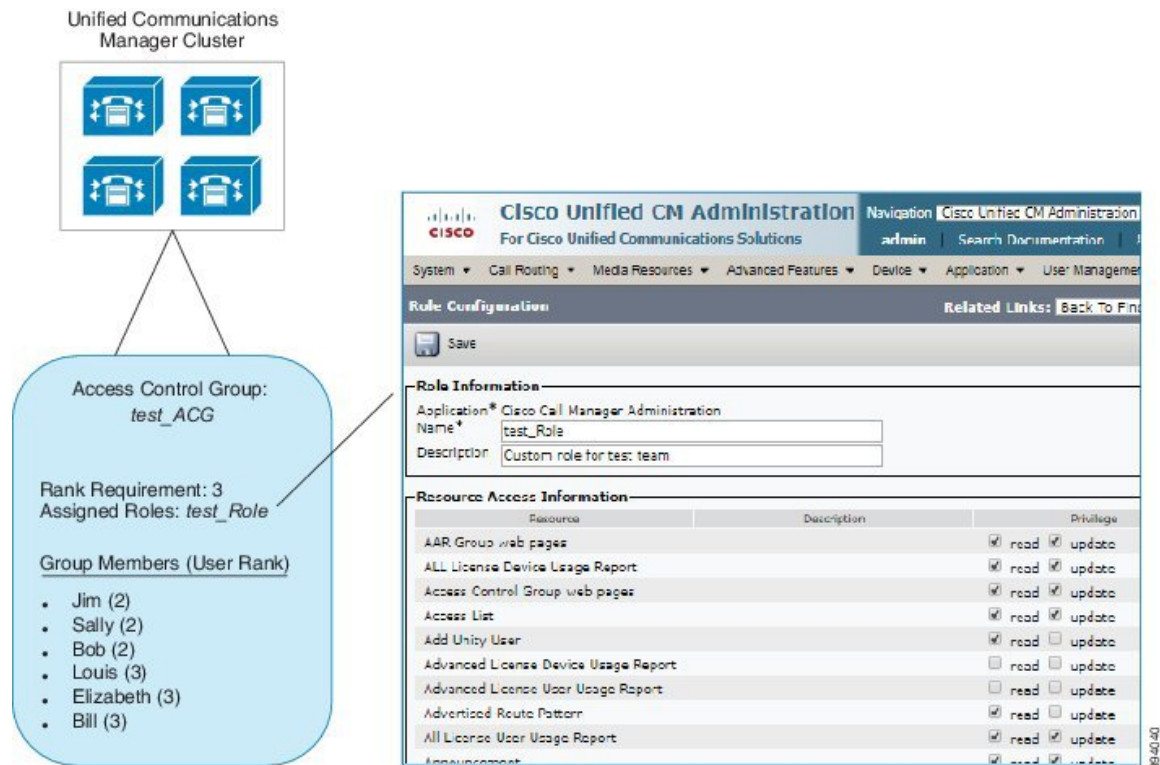 Unified Communications
Manager Cluster
Access Control Group:
test_ACG
Rank Requirement: 3
Assigned Roles: test_Role
Group Members (User Rank)
• Jim (2)
• Sally (2)
• Bob (2)
• Louis (3)
• Elizabeth (3)
• Bill (3)
CISCO
Cisco Unified CM Administration
For Cisco Unified Communications Solutions
Navigation Cisco Unified CM Administration
admin | Search Documentation |
System Call Routing Media Resources Advanced Features Device Application User Manageme
Role Configuration
Related Links: Back To Fin
Save
Role Information
Application* Cisco Call Manager Administration
Name* test_Role
Description Custom role for test team
Resource Access Information
Resource Description Privilege
AAR Group web pages read update
ALL License Device Usage Report read update
Access Control Group web pages read update
Access List read update
Add Unity User read update
Advanced License Device Usage Report read update
Advanced License User Usage Report read update
Advertised Route Pattern read update
All License User Usage Report read update
Announcement read update